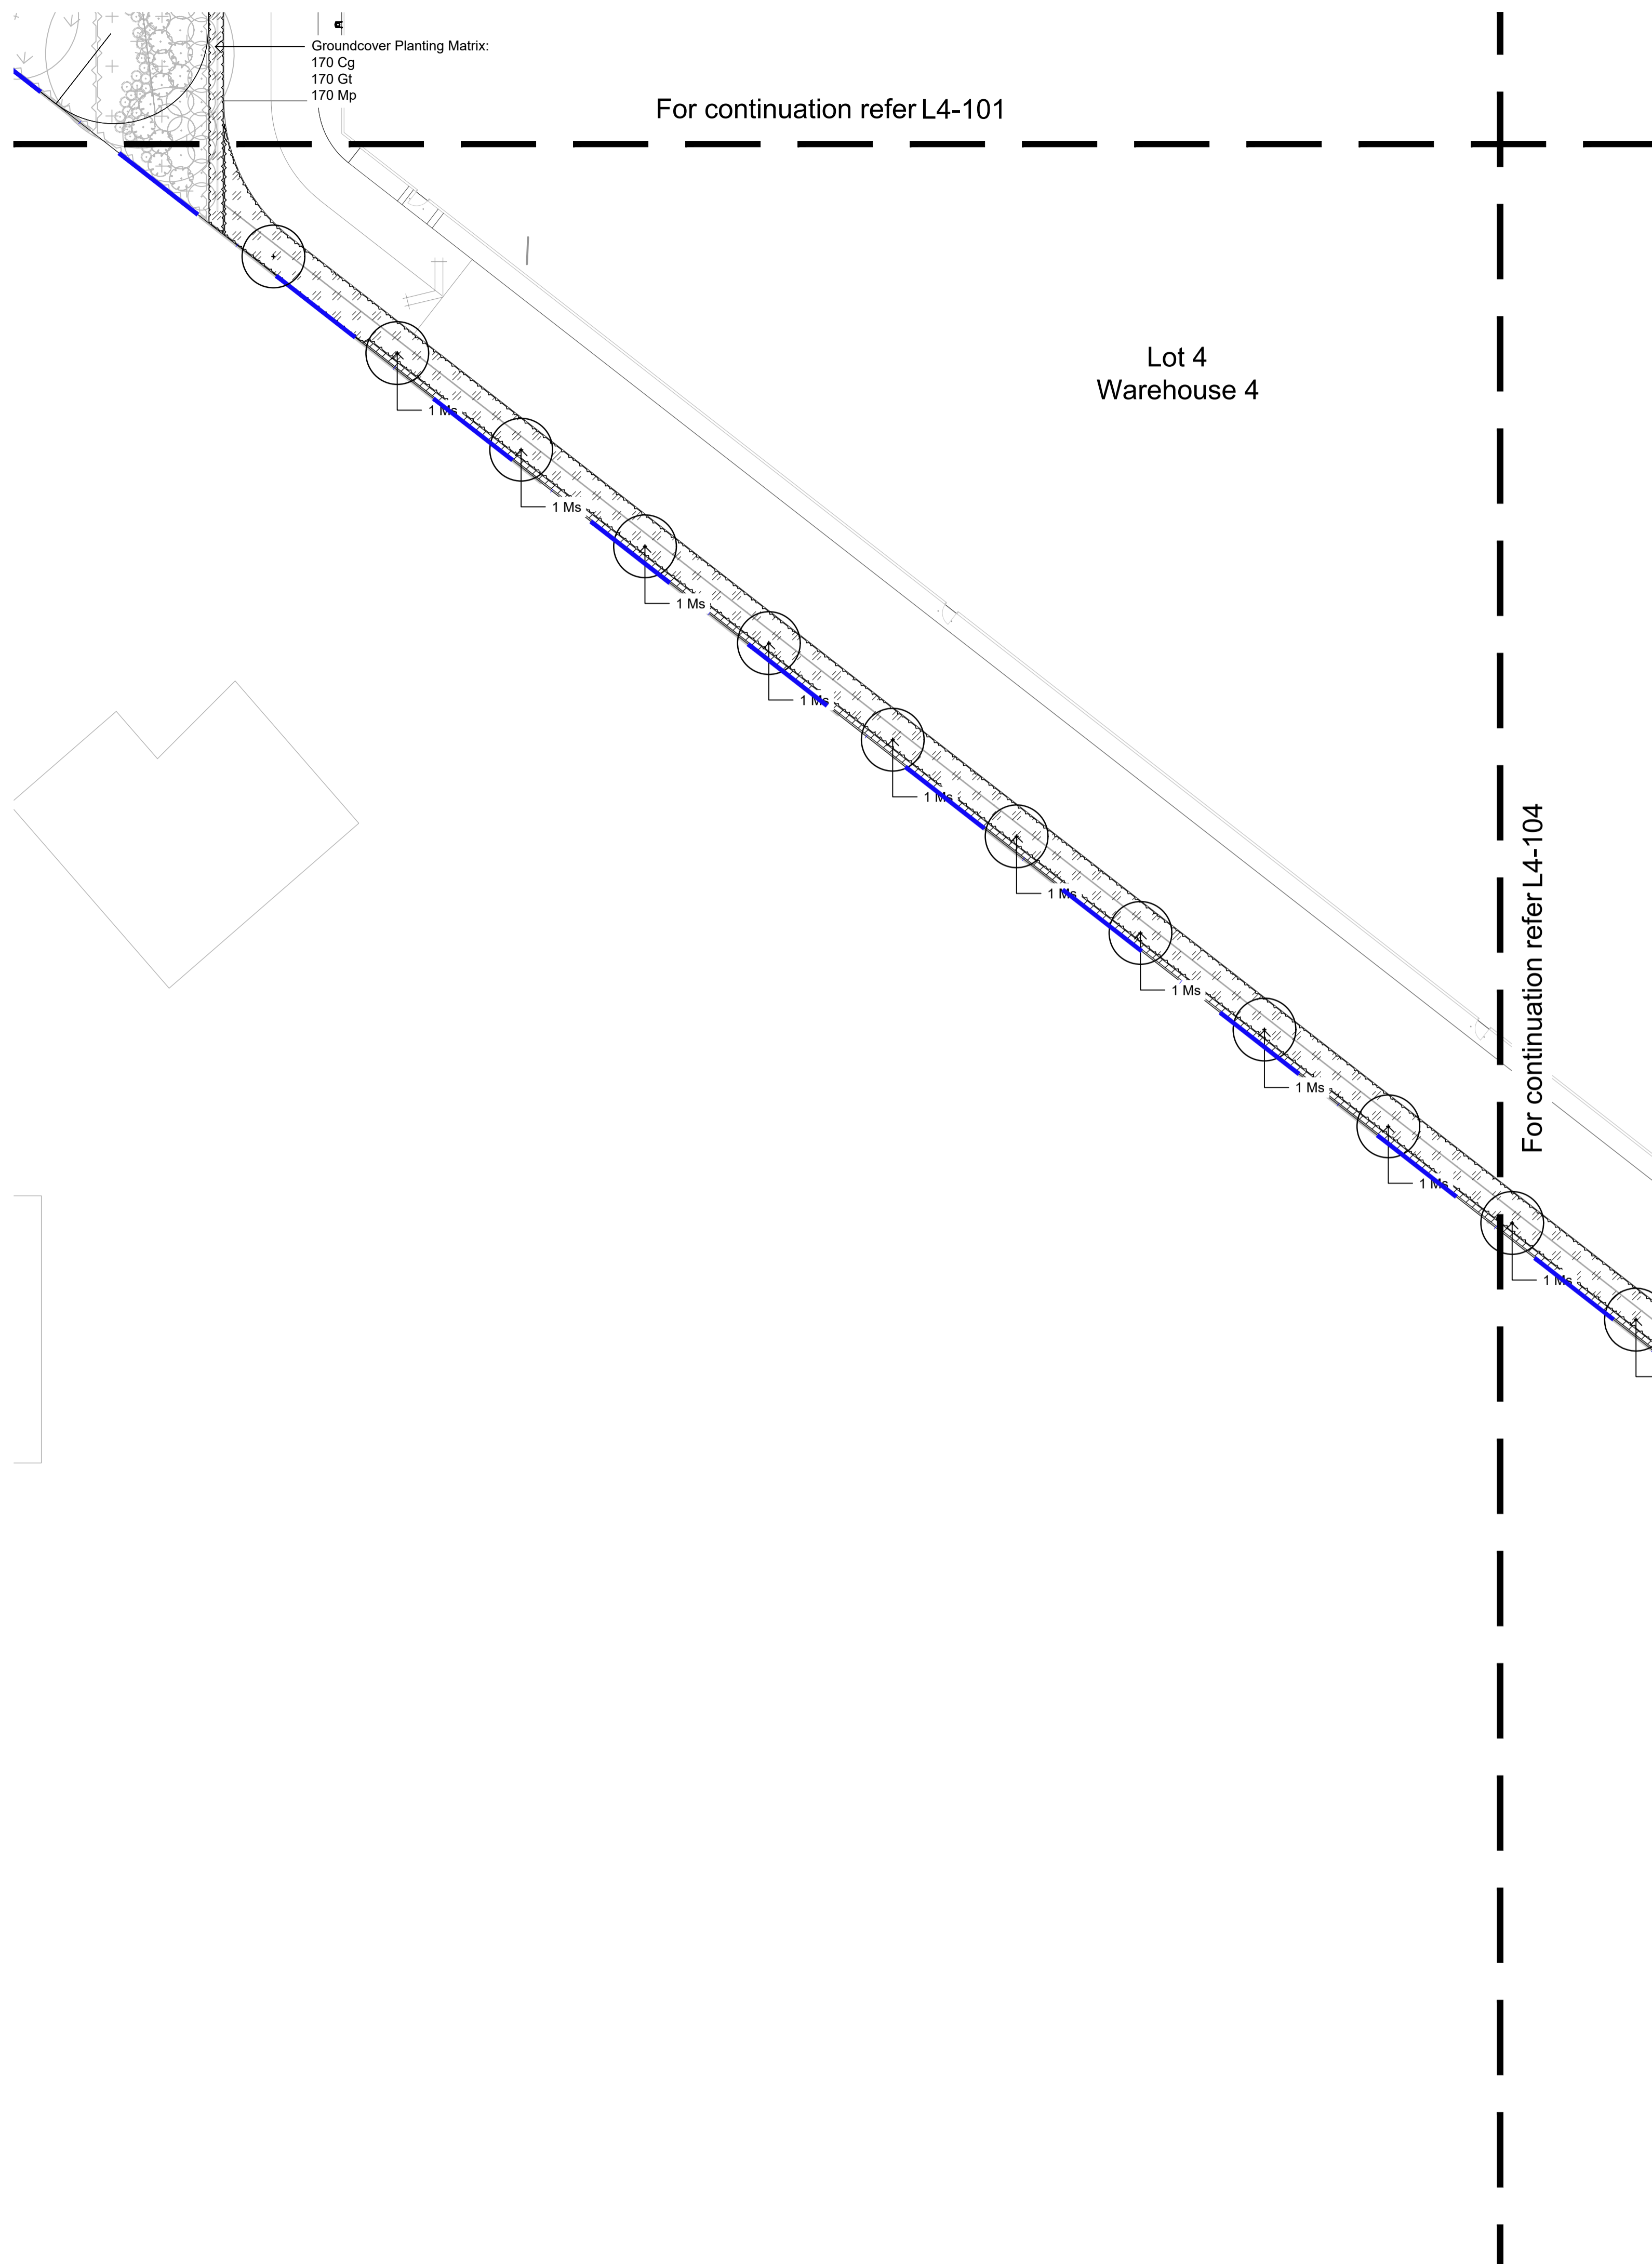 Groundcover Planting Matrix:
170 Cg
170 Gt
170 Mp
For continuation refer L4-101
Lot 4
Warehouse 4
1 Ms
1 Ms
1 Ms
1 Ms
1 Ms
1 Ms
1 Ms
1 Ms
1 Ms
1 Ms
For continuation refer L4-104